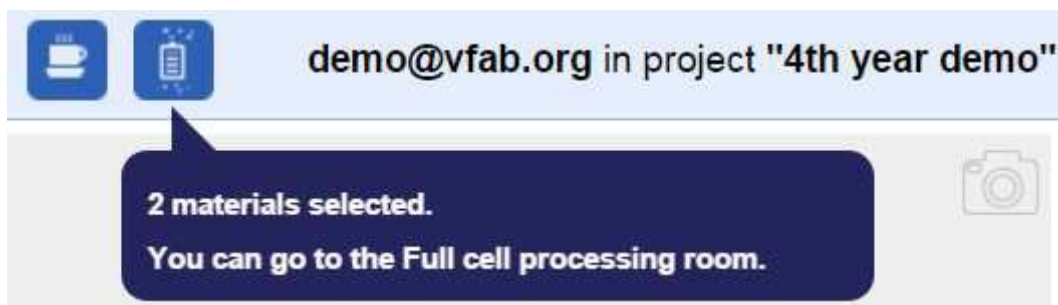 demo@vfab.org in project "4th year demo"
2 materials selected.
You can go to the Full cell processing room.